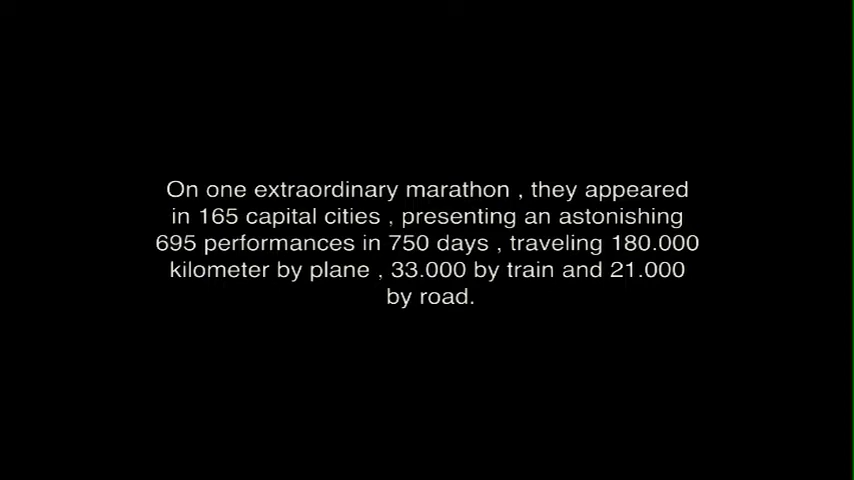 On one extraordinary marathon , they appeared
in 165 capital cities , presenting an astonishing
695 performances in 750 days , traveling 180.000
kilometer by plane , 33.000 by train and 21.000
by road.